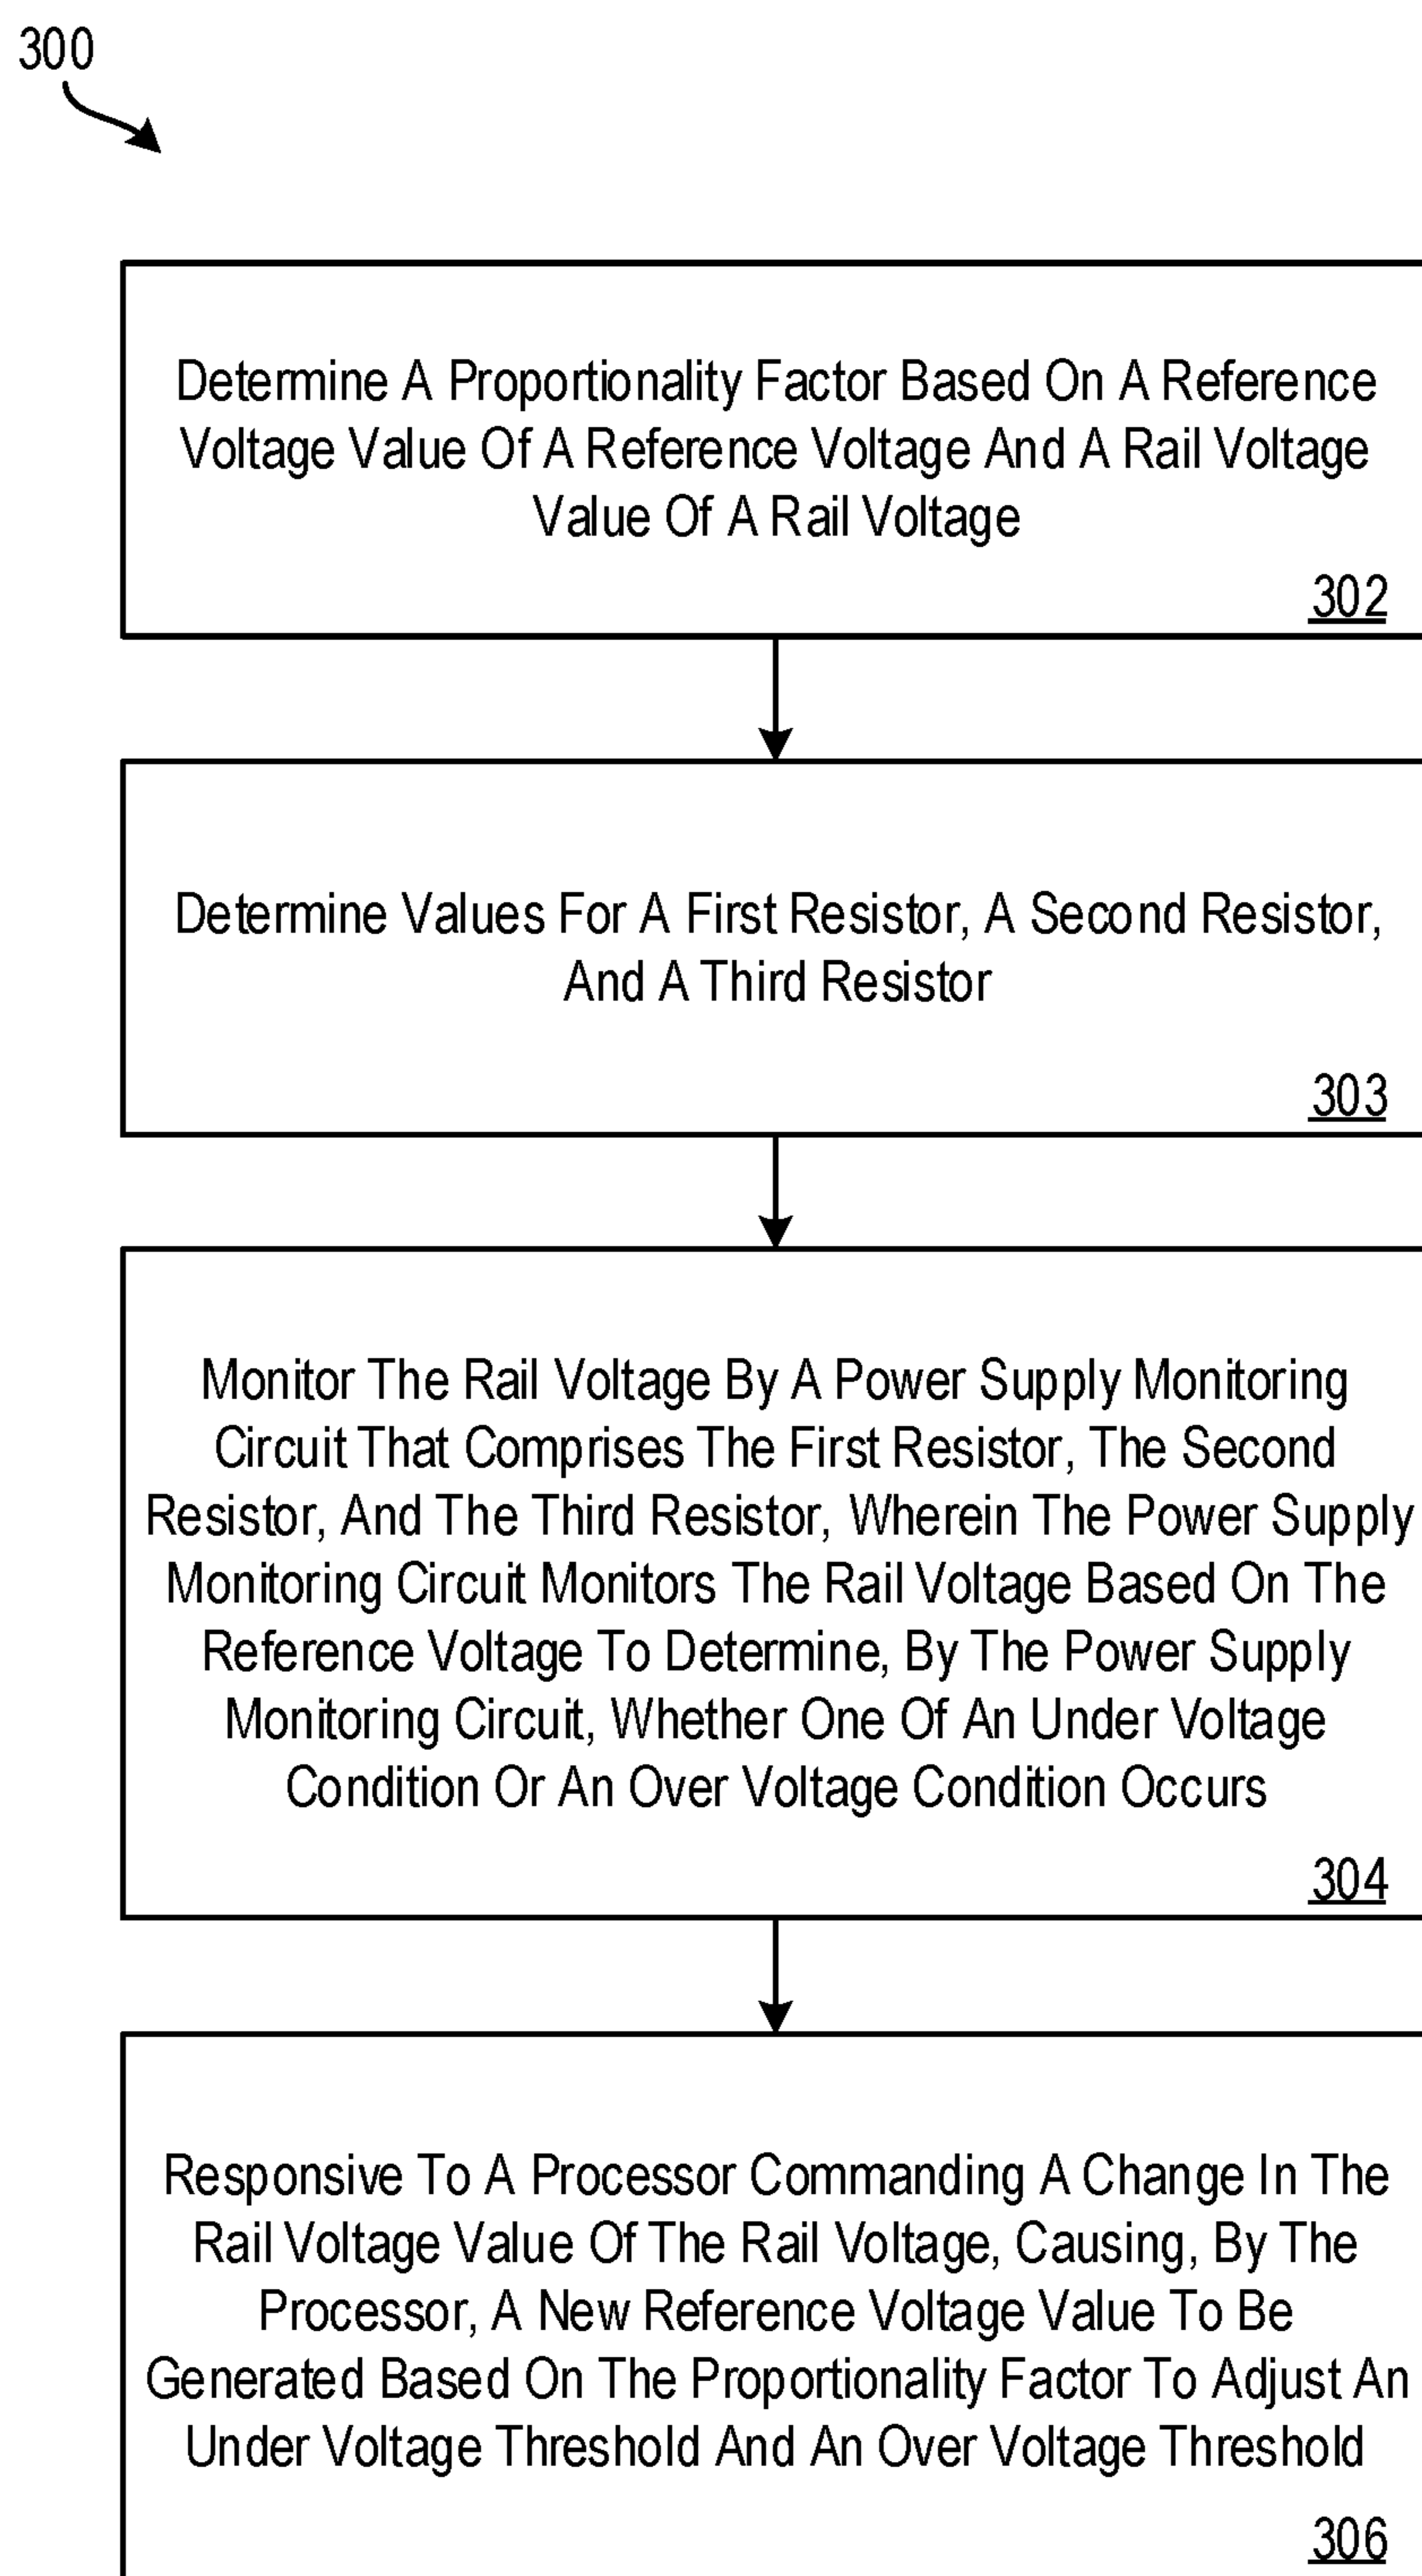 300
Determine A Proportionality Factor Based On A Reference
Voltage Value Of A Reference Voltage And A Rail Voltage
Value Of A Rail Voltage
302
Determine Values For A First Resistor, A Second Resistor,
And A Third Resistor
303
Monitor The Rail Voltage By A Power Supply Monitoring
Circuit That Comprises The First Resistor, The Second
Resistor, And The Third Resistor, Wherein The Power Supply
Monitoring Circuit Monitors The Rail Voltage Based On The
Reference Voltage To Determine, By The Power Supply
Monitoring Circuit, Whether One Of An Under Voltage
Condition Or An Over Voltage Condition Occurs
304
Responsive To A Processor Commanding A Change In The
Rail Voltage Value Of The Rail Voltage, Causing, By The
Processor, A New Reference Voltage Value To Be
Generated Based On The Proportionality Factor To Adjust An
Under Voltage Threshold And An Over Voltage Threshold
306